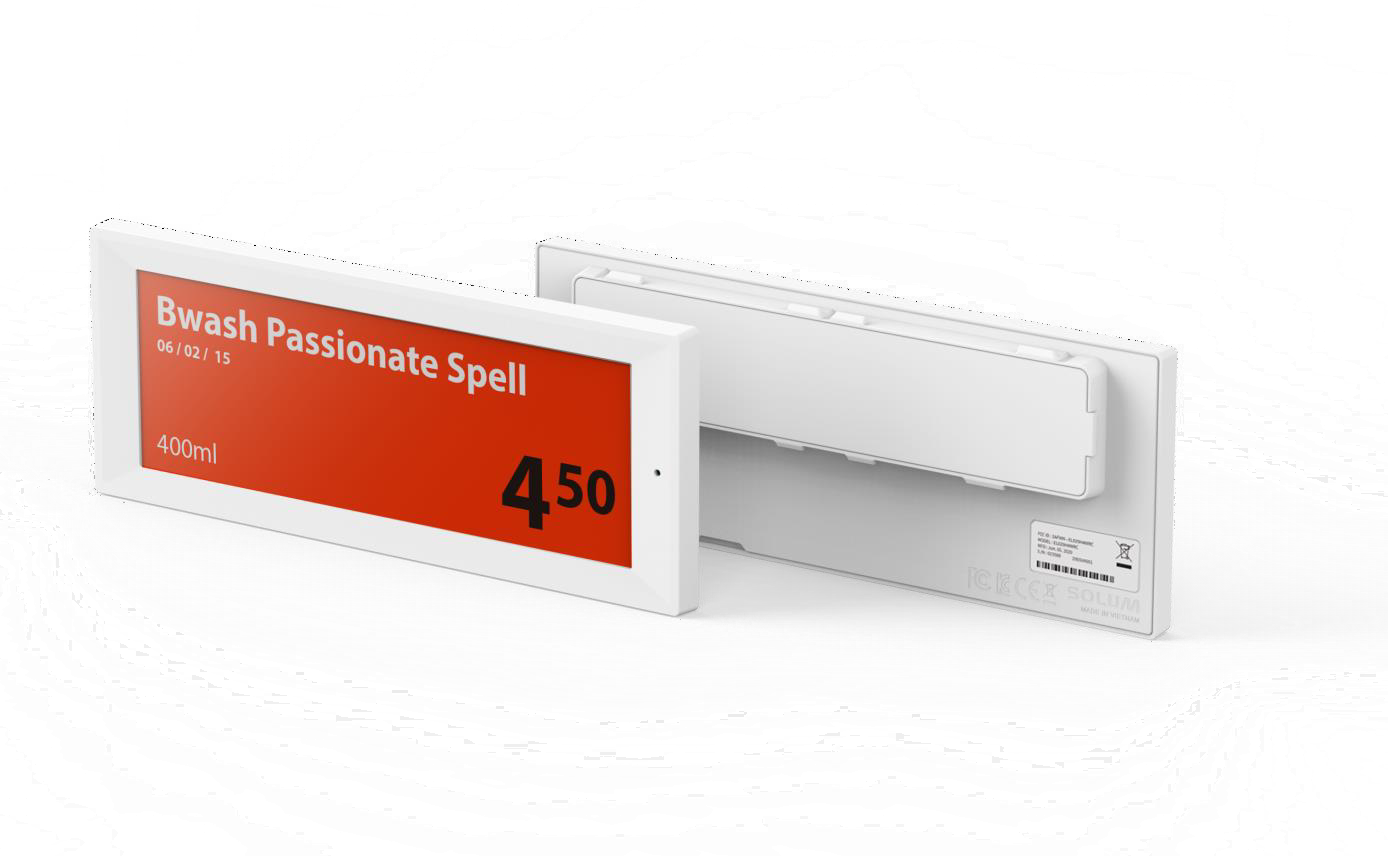 Bwash Passionate Spell
06 / 02 / 15
400ml
4 50
SOLUM
MADE IN VIETNAM